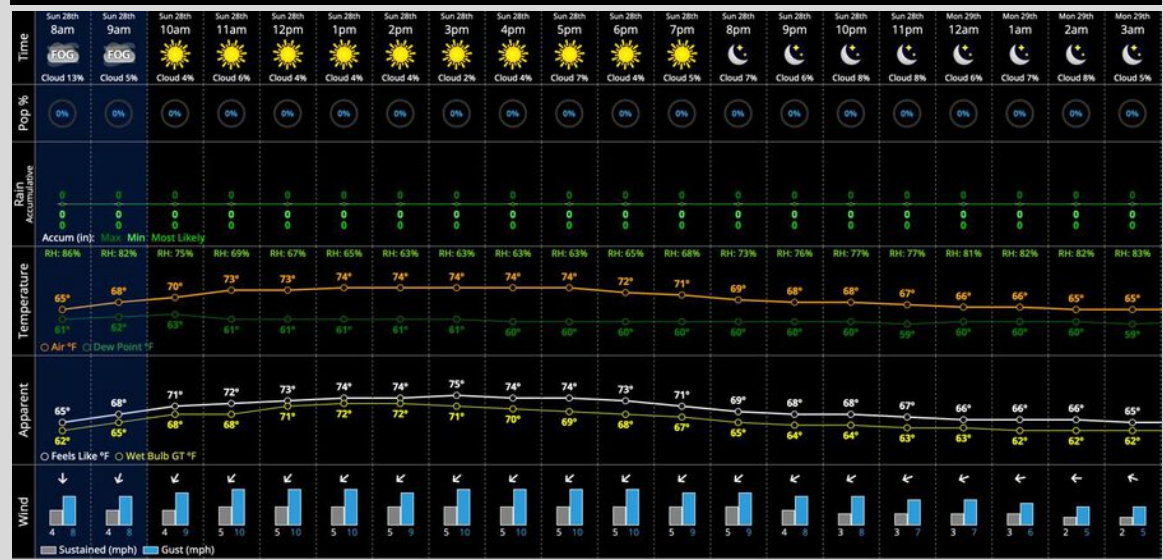 Time
Sun 28th Sun 28th Sun 28th Sun 28th Sun 28th Sun 28th Sun 28th Sun 28th Sun 28th Sun 28th Sun 28th Sun 28th Sun 28th Sun 28th Sun 28th Sun 28th Mon 29th Mon 29th Mon 29th Mon 29th
8am 9am 10am 11am 12pm 1pm 2pm 3pm 4pm 5pm 6pm 7pm 8pm 9pm 10pm 11pm 12am 1am 2am 3am
FOG FOG
Cloud 13% Cloud 5% Cloud 4% Cloud 6% Cloud 4% Cloud 4% Cloud 4% Cloud 2% Cloud 4% Cloud 7% Cloud 4% Cloud 5% Cloud 7% Cloud 6% Cloud 8% Cloud 8% Cloud 6% Cloud 7% Cloud 8% Cloud 5%
Pop %
0% 0% 0% 0% 0% 0% 0% 0% 0% 0% 0% 0% 0% 0% 0% 0% 0% 0% 0% 0%
Rain
Accumulative
0 0 0 0 0 0 0 0 0 0 0 0 0 0 0 0 0 0 0 0
0 0 0 0 0 0 0 0 0 0 0 0 0 0 0 0 0 0 0 0
0 0 0 0 0 0 0 0 0 0 0 0 0 0 0 0 0 0 0 0
Accum (in): Max Min Most Likely
Temperature
RH: 86% RH: 82% RH: 75% RH: 69% RH: 67% RH: 65% RH: 63% RH: 63% RH: 63% RH: 63% RH: 65% RH: 68% RH: 73% RH: 76% RH: 77% RH: 77% RH: 81% RH: 82% RH: 82% RH: 83%
65° 68° 70° 73° 73° 74° 74° 74° 74° 74° 72° 71° 69° 68° 68° 67° 66° 66° 65° 65°
61° 62° 63° 61° 61° 61° 61° 61° 60° 60° 60° 60° 60° 60° 60° 59° 60° 60° 60° 59°
Air °F Dew Point °F
Apparent
65° 68° 71° 72° 73° 74° 74° 75° 74° 74° 73° 71° 69° 68° 68° 67° 66° 66° 66° 65°
62° 65° 68° 68° 71° 72° 72° 71° 70° 69° 68° 67° 65° 64° 64° 63° 63° 62° 62° 62°
Feels Like °F Wet Bulb GT °F
Wind
4 8 4 8 4 9 5 10 5 10 5 10 5 9 5 10 5 10 5 10 5 10 5 9 5 9 4 9 3 8 3 7 3 7 3 6 2 5 2 5
Sustained (mph) Gust (mph)